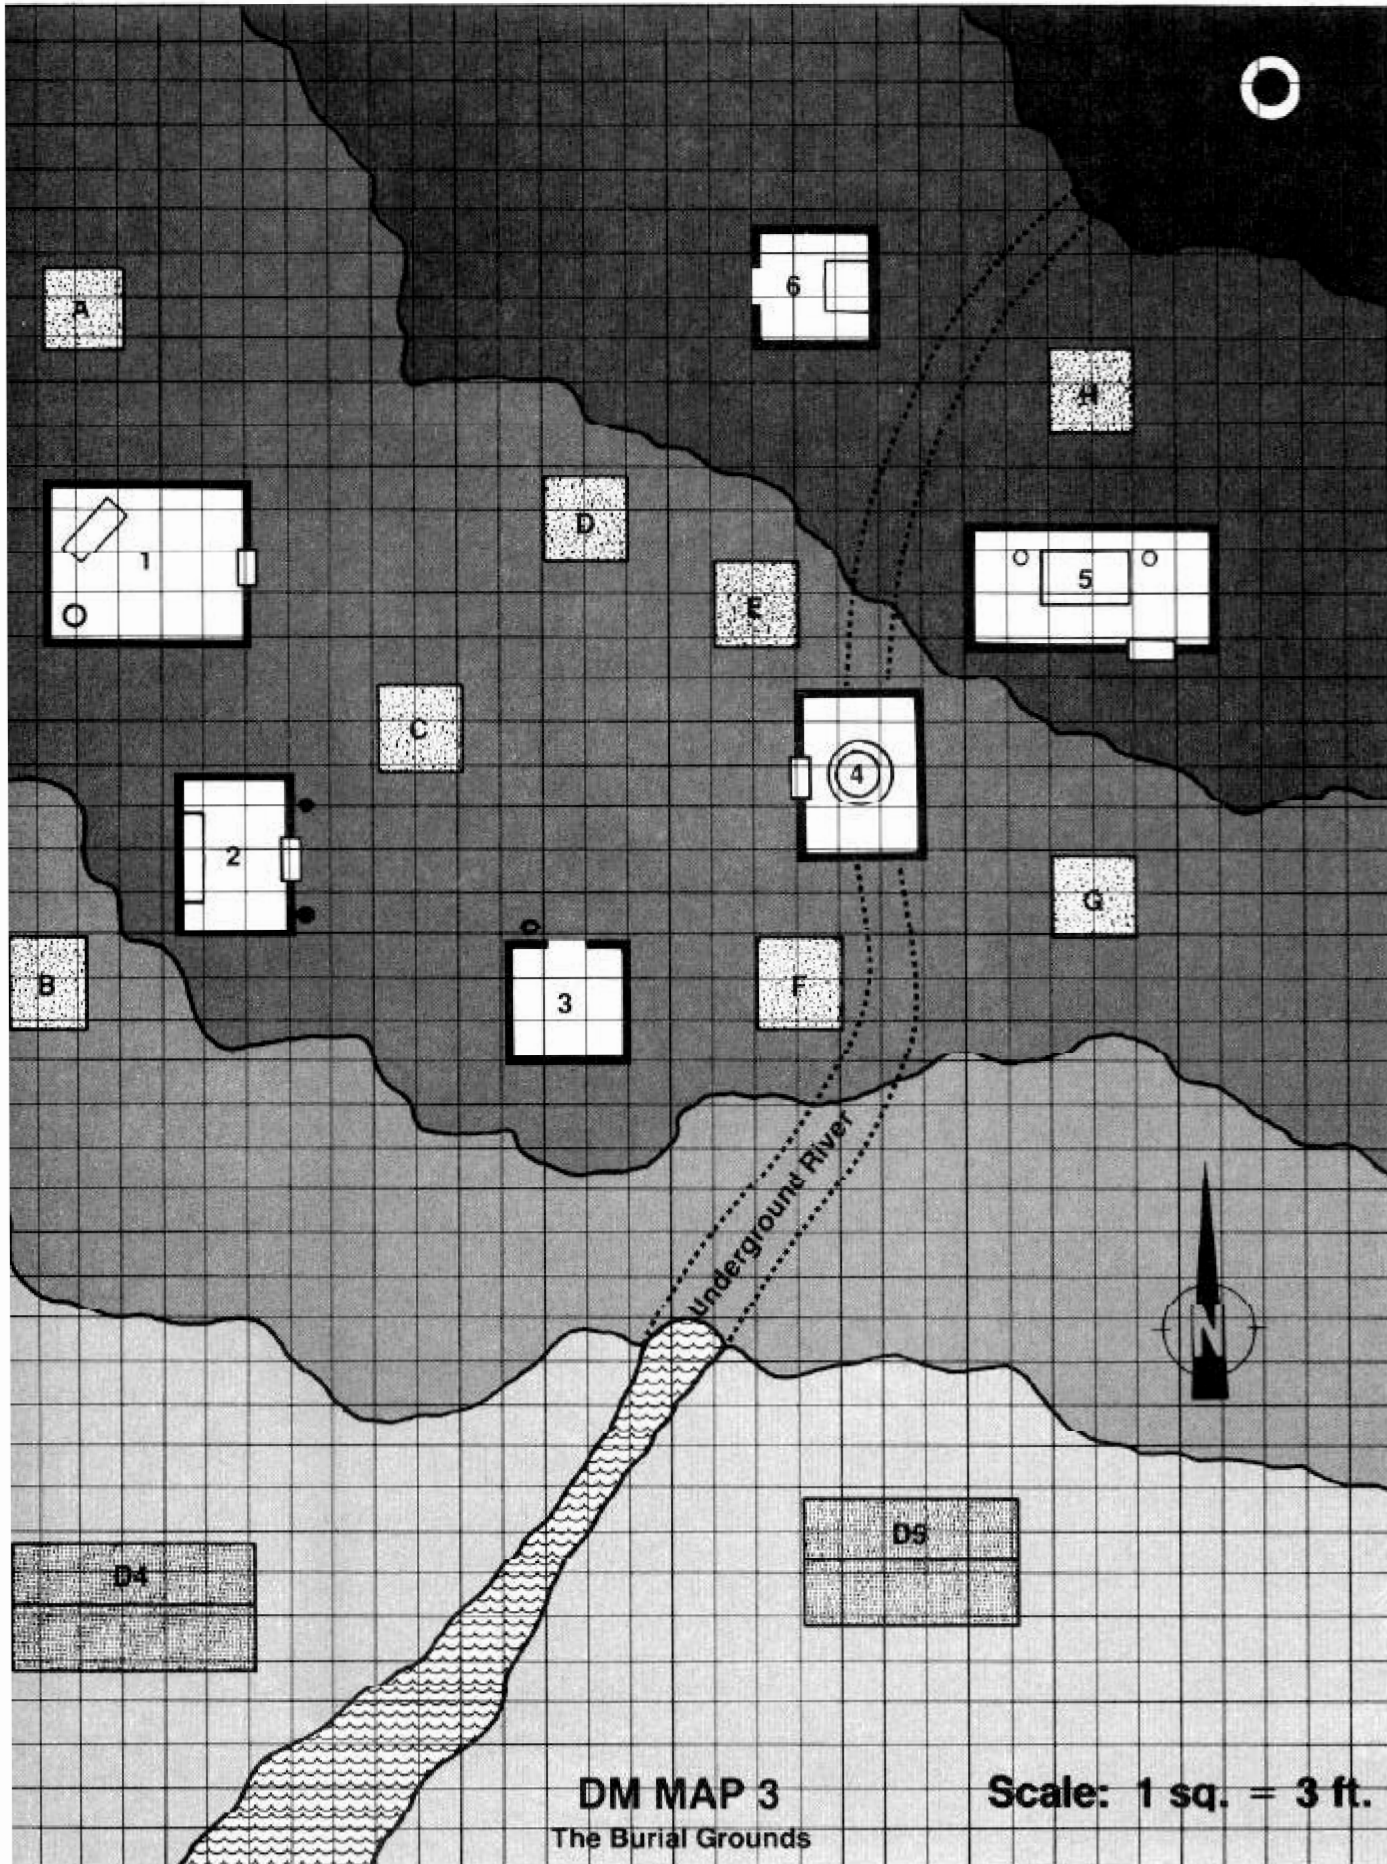 6
A
H
D
1
5
E
C
4
2
G
B
F
3
Underground River
N
D5
D4
DM MAP 3
Scale: 1 sq. = 3 ft.
The Burial Grounds